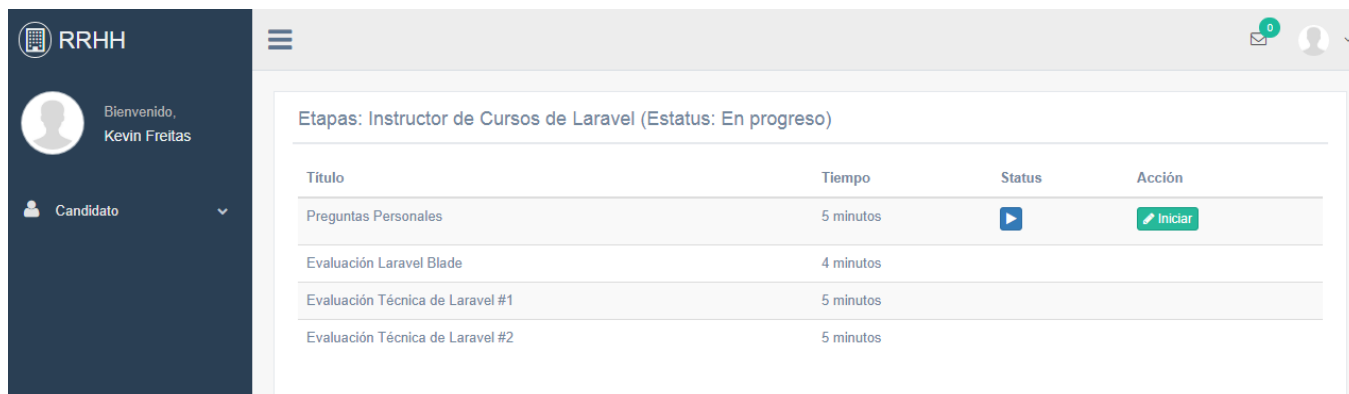 RRHH
0
Bienvenido,
Kevin Freitas
Candidato
Etapas: Instructor de Cursos de Laravel (Estatus: En progreso)
Título Tiempo Status Acción
Preguntas Personales 5 minutos Iniciar
Evaluación Laravel Blade 4 minutos
Evaluación Técnica de Laravel #1 5 minutos
Evaluación Técnica de Laravel #2 5 minutos